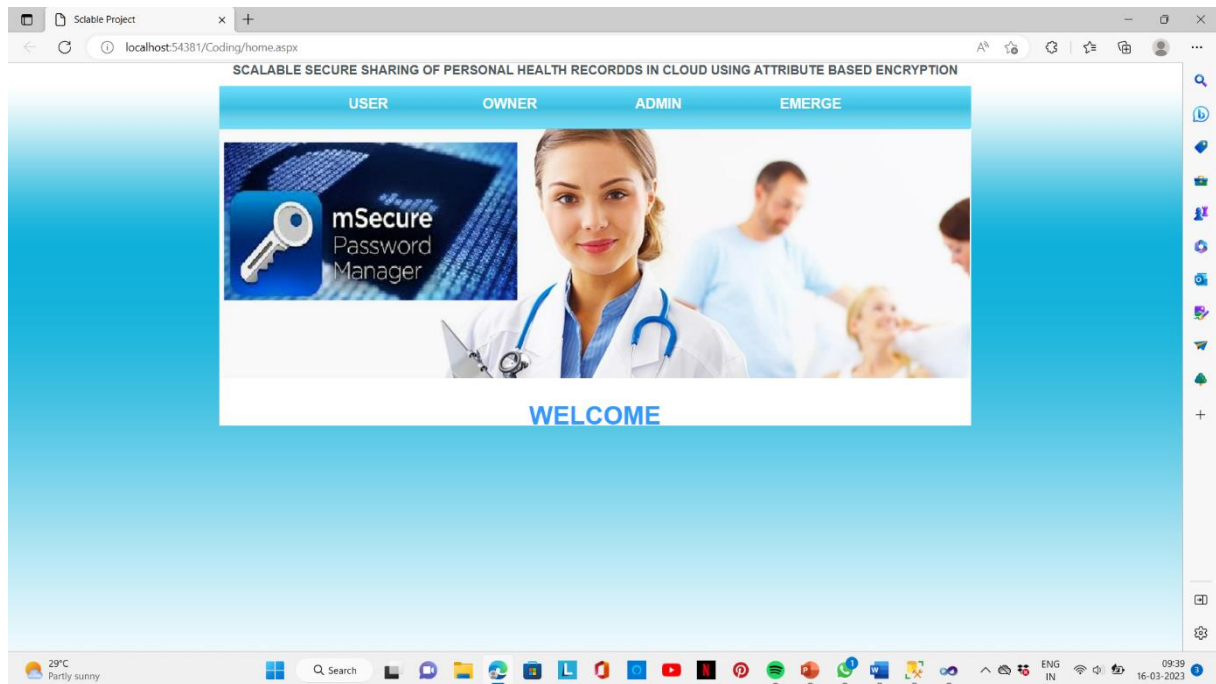 Sclable Project
localhost:54381/Coding/home.aspx
SCALABLE SECURE SHARING OF PERSONAL HEALTH RECORDDS IN CLOUD USING ATTRIBUTE BASED ENCRYPTION
USER OWNER ADMIN EMERGE
mSecure
Password
Manager
WELCOME
29°C
Partly sunny
Search
ENG
IN
09:39
16-03-2023